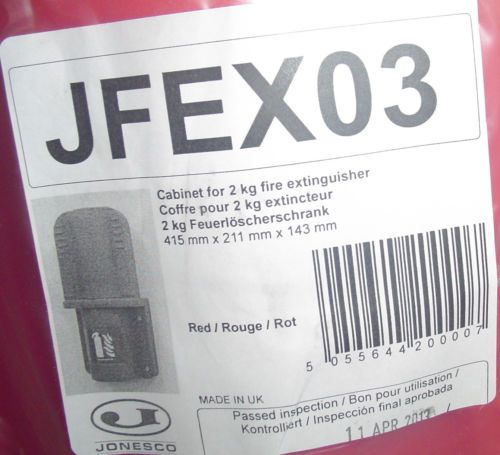 JFEX03
Cabinet for 2 kg fire extinguisher
Coffre pour 2 kg extincteur
2 kg Feuerlöscherschrank
415 mm x 211 mm x 143 mm
Red / Rouge / Rot
5 055644 200007
MADE IN UK
Passed inspection / Bon pour utilisation /
Kontrolliert / Inspección final aprobada
11 APR
J
JONESCO